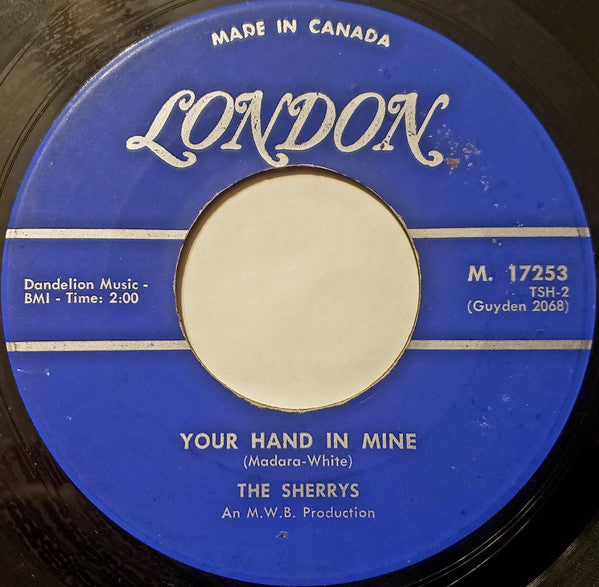 MADE IN CANADA
LONDON
Dandelion Music -
BMI - Time: 2:00
M. 17253
TSH-2
(Guyden 2068)
YOUR HAND IN MINE
(Madara-White)
THE SHERRYS
An M.W.B. Production